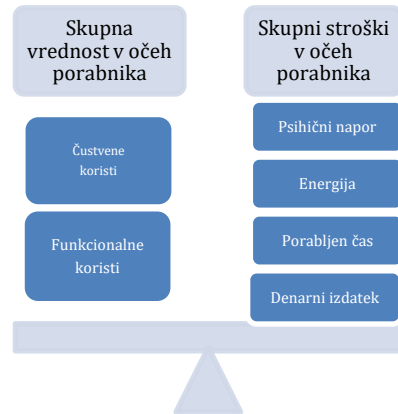 Skupna
vrednost v očeh
porabnika
Čustvene
koristi
Funkcionalne
koristi
Skupni stroški
v očeh
porabnika
Psihični napor
Energija
Porabljen čas
Denarni izdatek